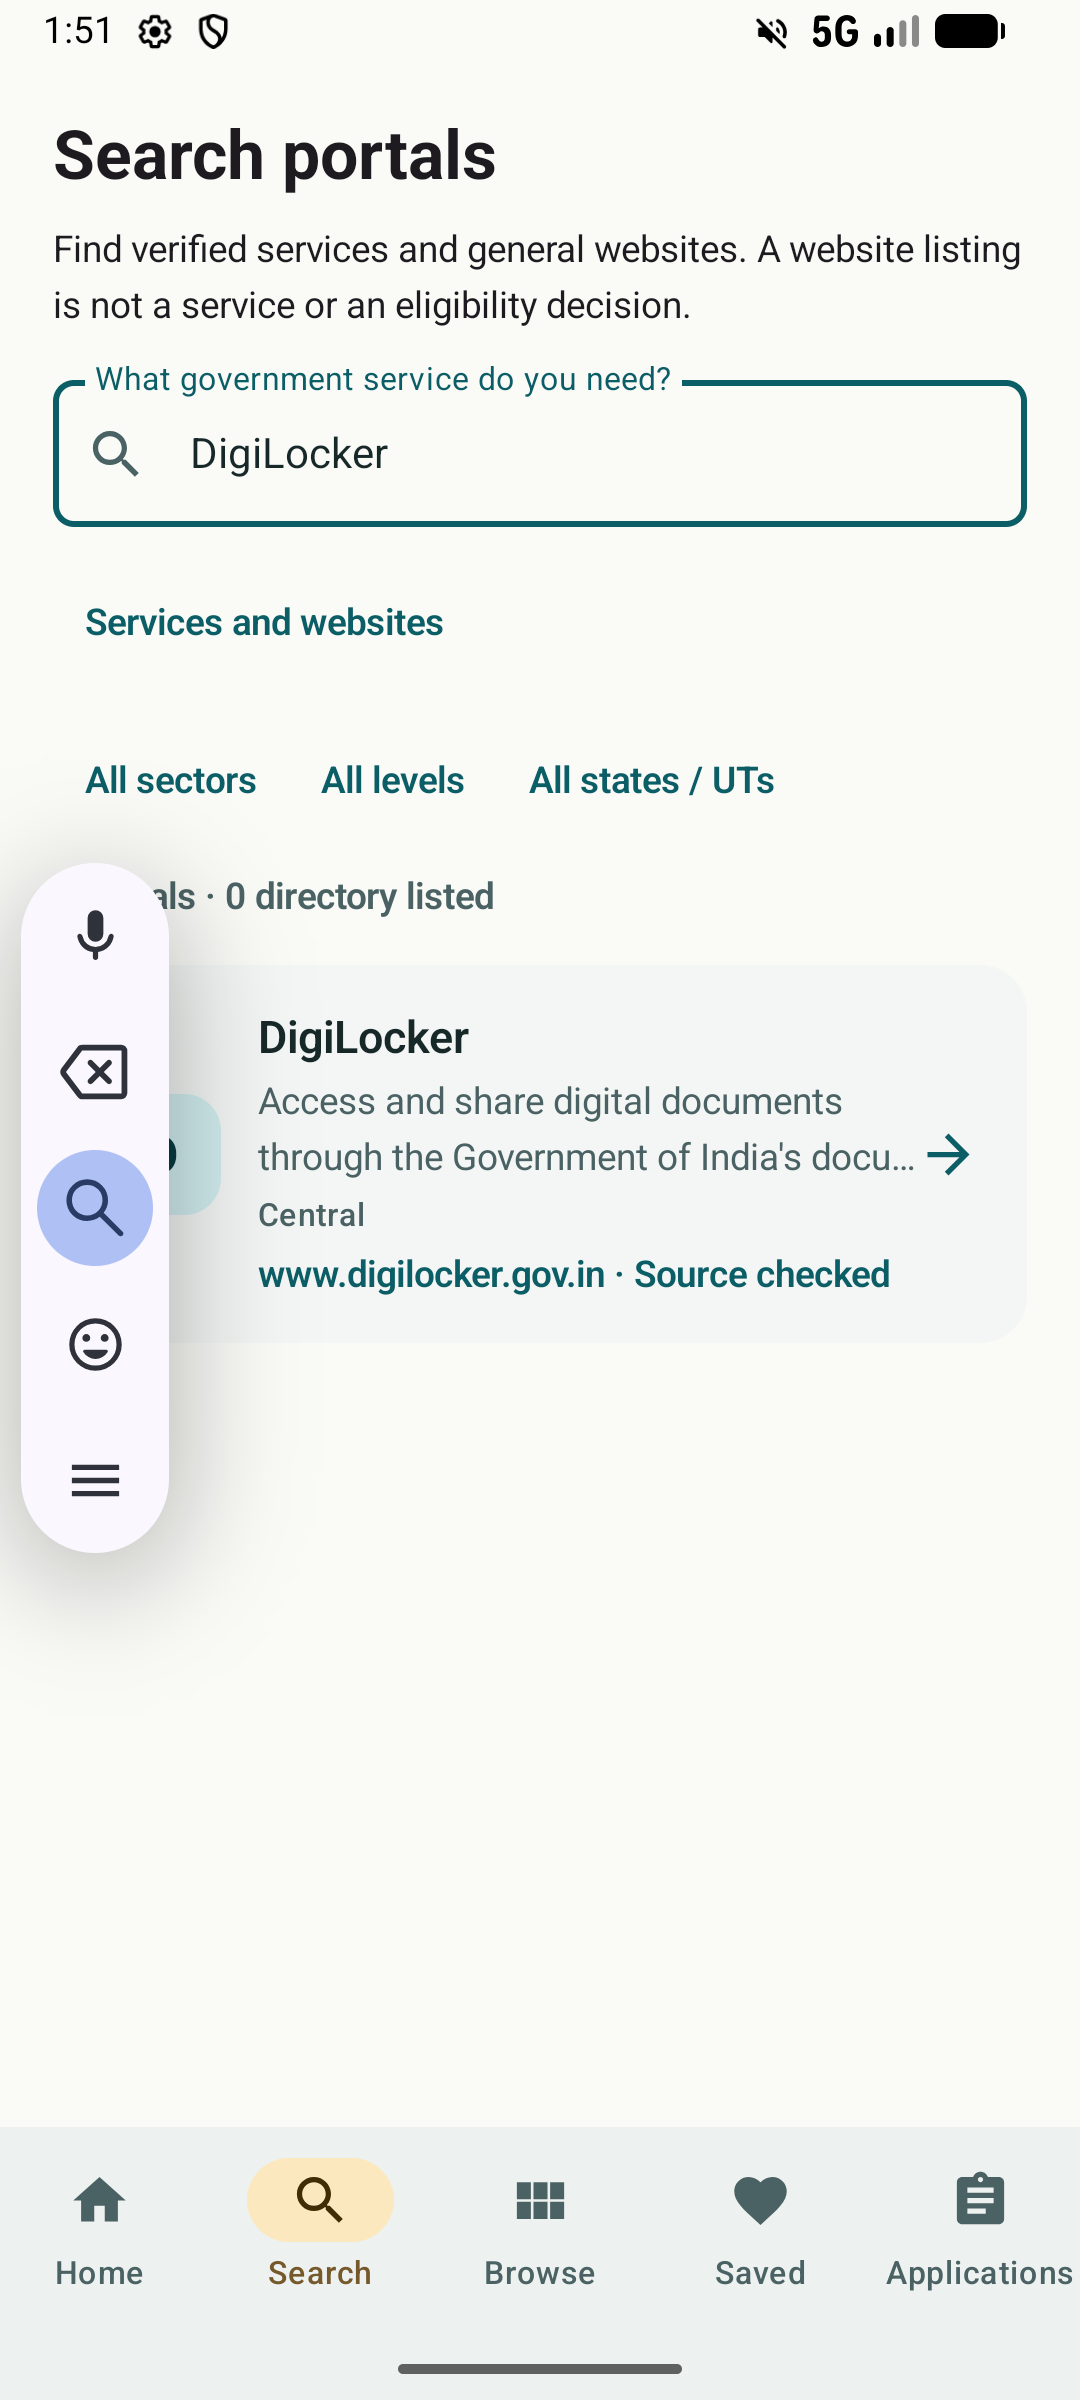 1:51
5G
Search portals
Find verified services and general websites. A website listing
is not a service or an eligibility decision.
What government service do you need?
DigiLocker
Services and websites
All sectors All levels All states / UTs
· 0 directory listed
DigiLocker
Access and share digital documents
through the Government of India's docu...
Central
www.digilocker.gov.in · Source checked
Home Search Browse Saved Applications